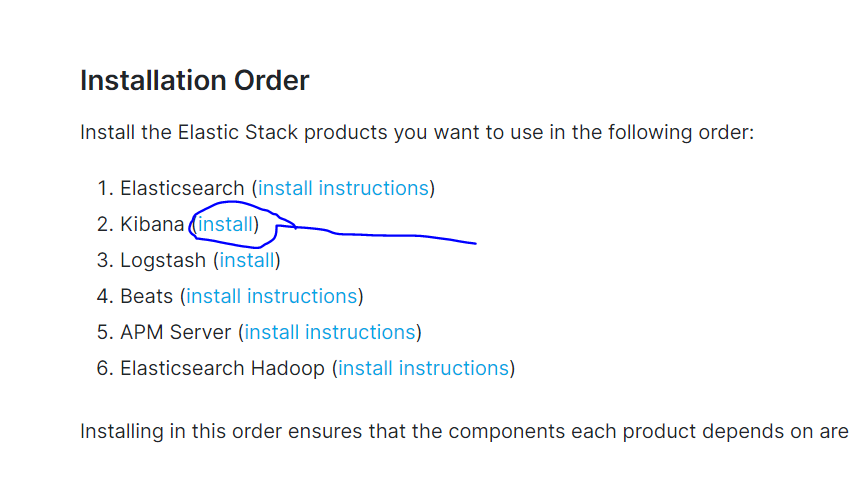 Installation Order
Install the Elastic Stack products you want to use in the following order:
1. Elasticsearch (install instructions)
2. Kibana (install)
3. Logstash (install)
4. Beats (install instructions)
5. APM Server (install instructions)
6. Elasticsearch Hadoop (install instructions)
Installing in this order ensures that the components each product depends on are